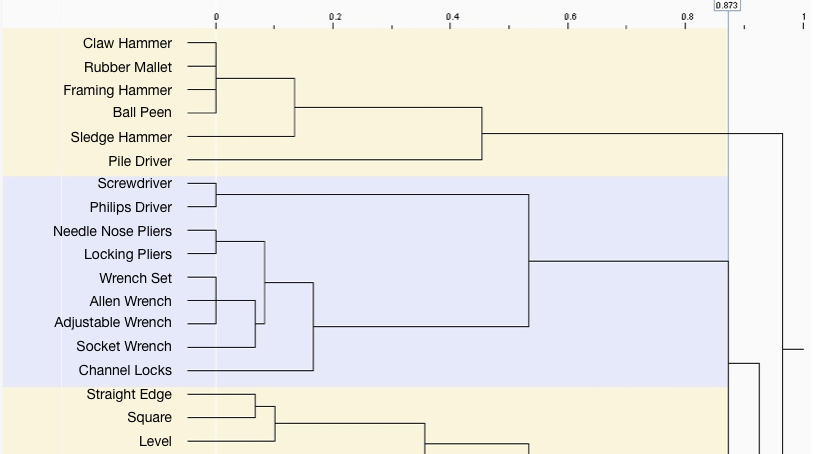 0.873
0 0.2 0.4 0.6 0.8 1
Claw Hammer
Rubber Mallet
Framing Hammer
Ball Peen
Sledge Hammer
Pile Driver
Screwdriver
Philips Driver
Needle Nose Pliers
Locking Pliers
Wrench Set
Allen Wrench
Adjustable Wrench
Socket Wrench
Channel Locks
Straight Edge
Square
Level